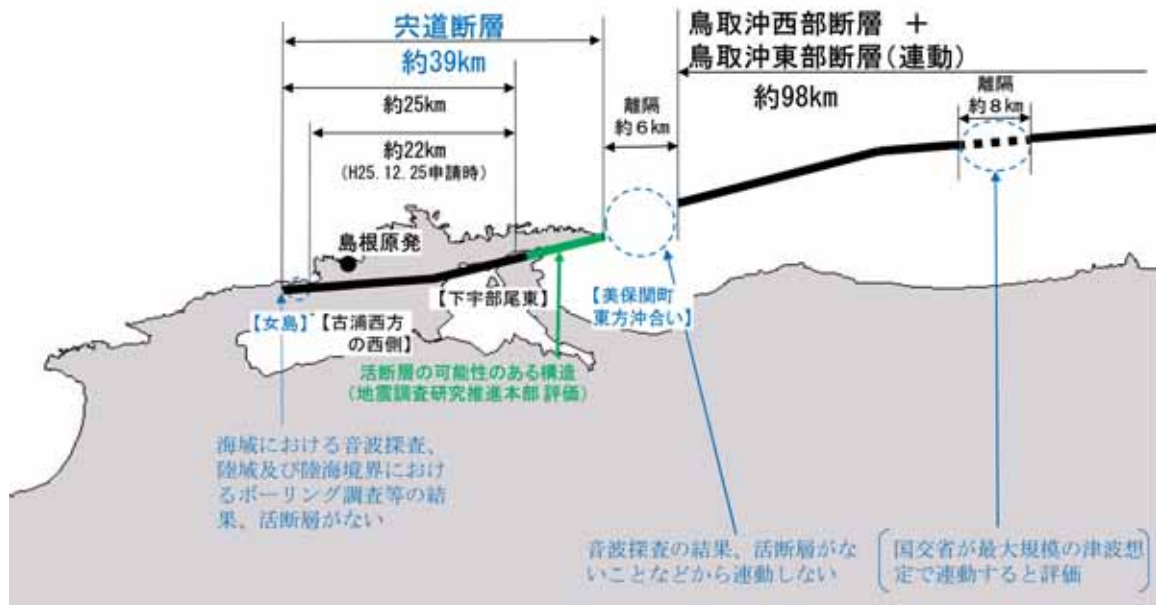 宍道断層
約39km
約25km
約22km
(H25.12.25申請時)
鳥取沖西部断層 ＋
鳥取沖東部断層(連動)
約98km
離隔
約６km
離隔
約８km
島根原発
【女島】
【古浦西方
の西側】
【下宇部尾東】
【美保関町
東方沖合い】
活断層の可能性のある構造
(地震調査研究推進本部 評価)
海域における音波探査、
陸域及び陸海境界におけ
るボーリング調査等の結
果、活断層がない
音波探査の結果、活断層がな
いことなどから連動しない
国交省が最大規模の津波想
定で連動すると評価